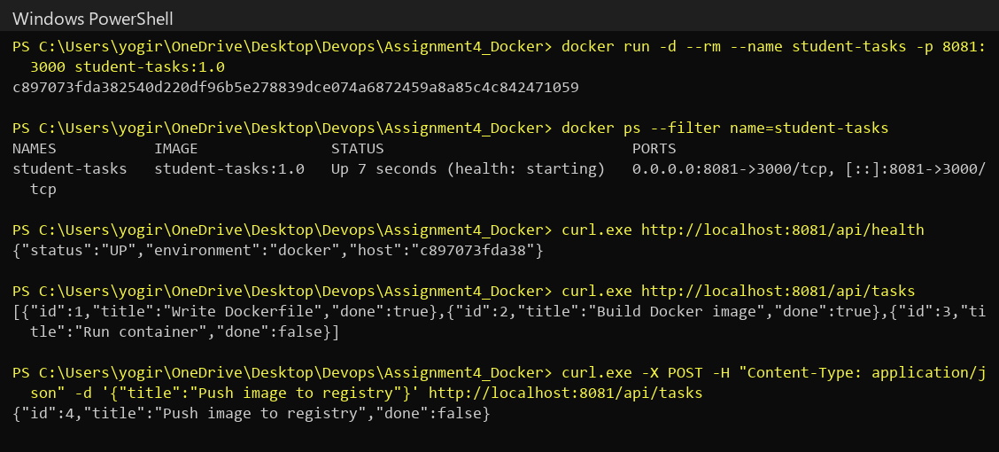 Windows PowerShell
PS C:\Users\yogir\OneDrive\Desktop\Devops\Assignment4_Docker> docker run -d --rm --name student-tasks -p 8081:
3000 student-tasks:1.0
c897073fda382540d220df96b5e278839dce074a6872459a8a85c4c842471059
PS C:\Users\yogir\OneDrive\Desktop\Devops\Assignment4_Docker> docker ps --filter name=student-tasks
NAMES           IMAGE               STATUS                            PORTS
student-tasks   student-tasks:1.0   Up 7 seconds (health: starting)   0.0.0.0:8081->3000/tcp, [::]:8081->3000/
tcp
PS C:\Users\yogir\OneDrive\Desktop\Devops\Assignment4_Docker> curl.exe http://localhost:8081/api/health
{"status":"UP","environment":"docker","host":"c897073fda38"}
PS C:\Users\yogir\OneDrive\Desktop\Devops\Assignment4_Docker> curl.exe http://localhost:8081/api/tasks
[{"id":1,"title":"Write Dockerfile","done":true},{"id":2,"title":"Build Docker image","done":true},{"id":3,"ti
tle":"Run container","done":false}]
PS C:\Users\yogir\OneDrive\Desktop\Devops\Assignment4_Docker> curl.exe -X POST -H "Content-Type: application/j
son" -d '{"title":"Push image to registry"}' http://localhost:8081/api/tasks
{"id":4,"title":"Push image to registry","done":false}